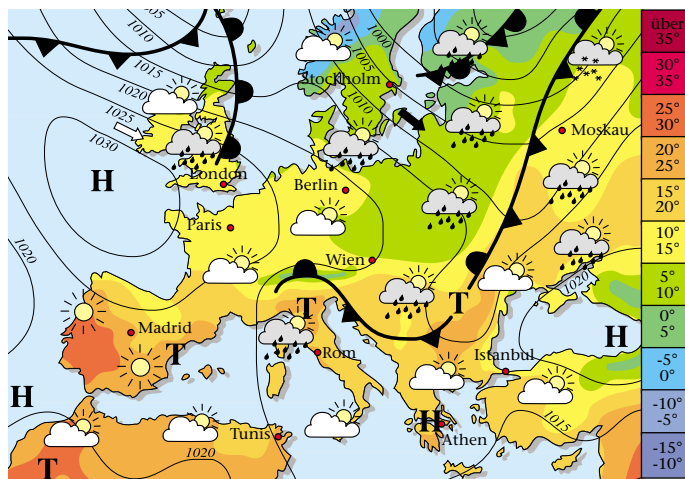 1010
1015
1020
1025
1030
H
1020
H
T
1020
1000
1005
1010
Stockholm
Moskau
London
Berlin
Paris
Wien
Madrid
T
T
T
Rom
Istanbul
1020
H
Tunis
H
Athen
1015
über
35°
30°
35°
25°
30°
20°
25°
15°
20°
10°
15°
5°
10°
0°
5°
-5°
0°
-10°
-5°
-15°
-10°